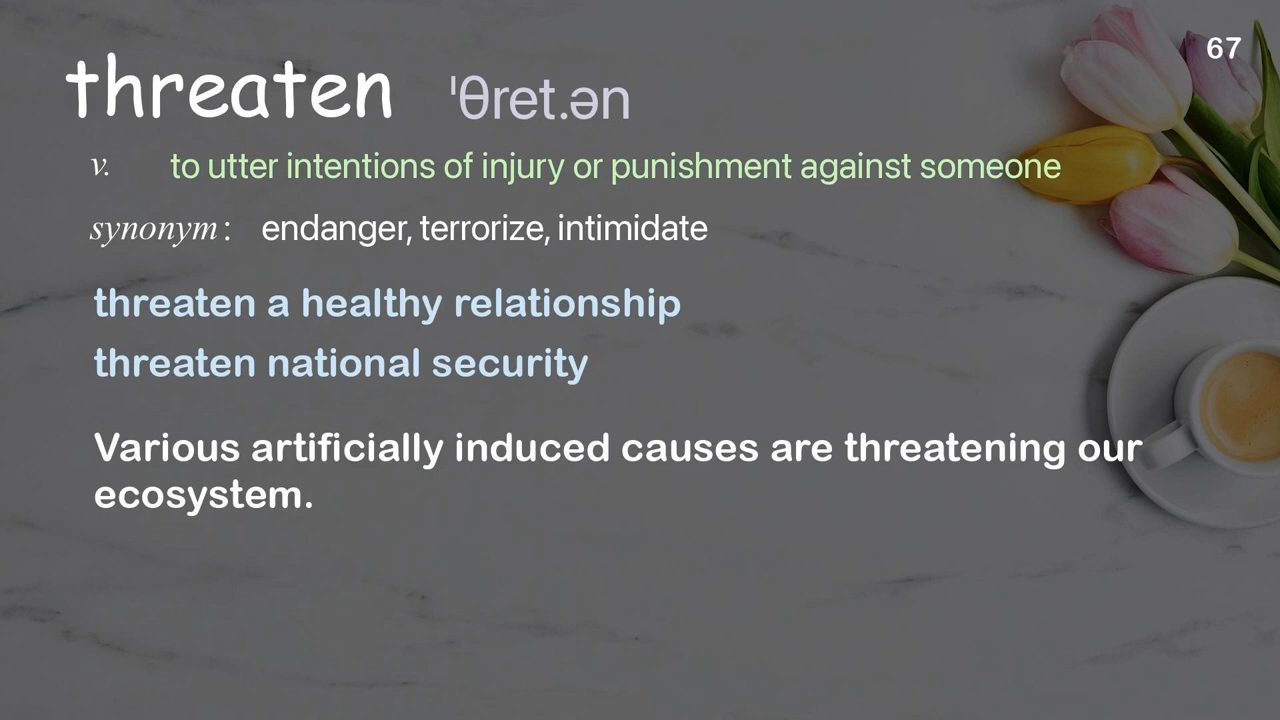 67
threaten ˈθret.ən
v. to utter intentions of injury or punishment against someone
synonym : endanger, terrorize, intimidate
threaten a healthy relationship
threaten national security
Various artificially induced causes are threatening our
ecosystem.